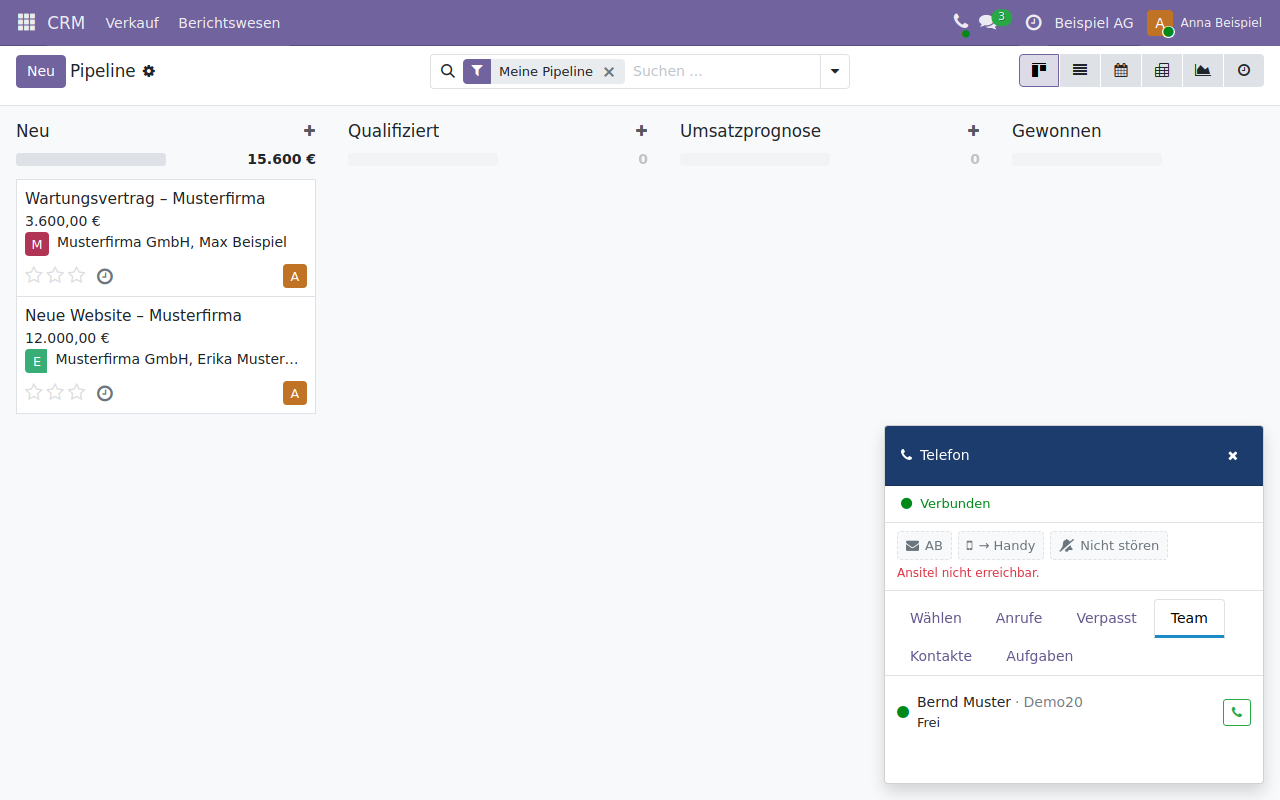 CRM Verkauf Berichtswesen 3 Beispiel AG A Anna Beispiel
Neu Pipeline Meine Pipeline Suchen ...
Neu Qualifiziert Umsatzprognose Gewonnen
15.600 € 0 0
Wartungsvertrag – Musterfirma
3.600,00 €
M Musterfirma GmbH, Max Beispiel
A
Neue Website – Musterfirma
12.000,00 €
E Musterfirma GmbH, Erika Muster…
A
Telefon
Verbunden
AB → Handy Nicht stören
Ansitel nicht erreichbar.
Wählen Anrufe Verpasst Team
Kontakte Aufgaben
Bernd Muster · Demo20
Frei